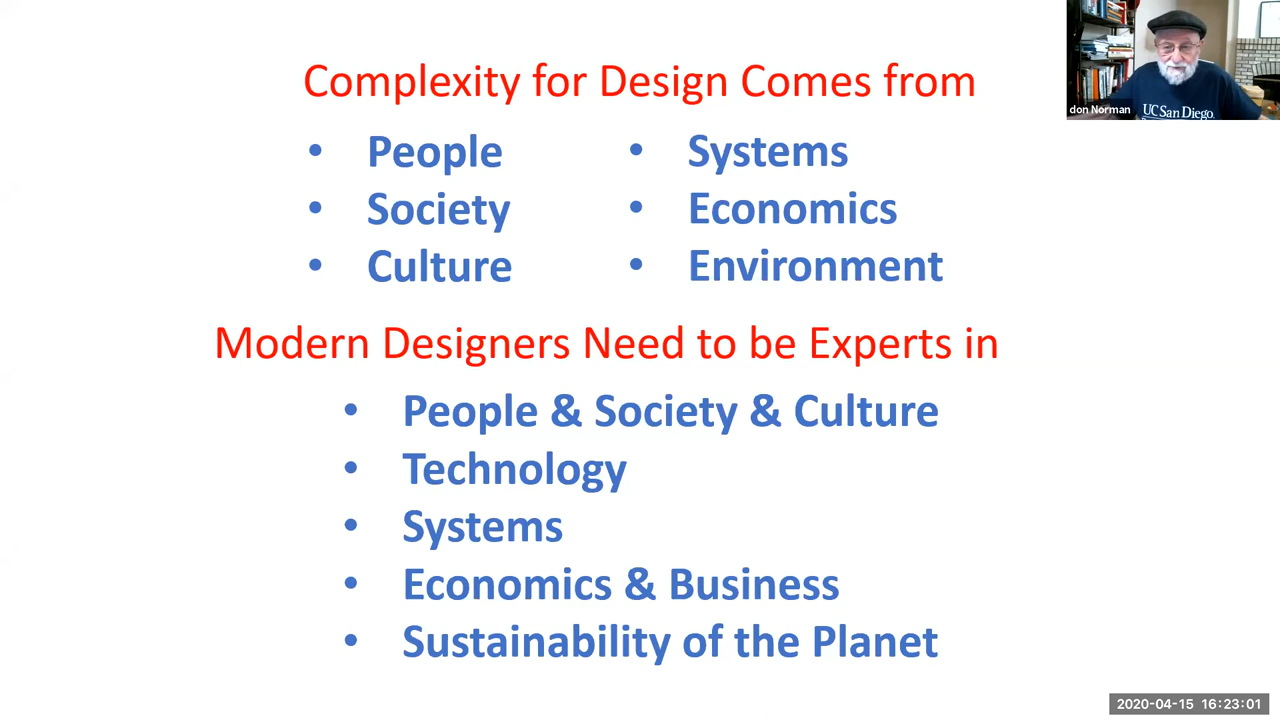 Complexity for Design Comes from
• People
• Society
• Culture
• Systems
• Economics
• Environment
Modern Designers Need to be Experts in
• People & Society & Culture
• Technology
• Systems
• Economics & Business
• Sustainability of the Planet
don Norman
UC San Diego
2020-04-15 16:23:01